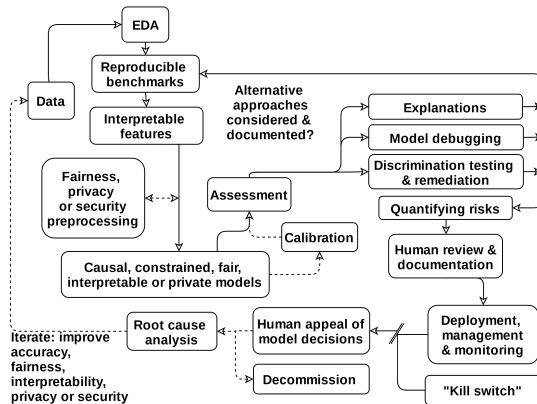 EDA
Reproducible
benchmarks
Data
Interpretable
features
Alternative
approaches
considered &
documented?
Explanations
Model debugging
Discrimination testing
& remediation
Fairness,
privacy
or security
preprocessing
Assessment
Quantifying risks
Calibration
Human review &
documentation
Causal, constrained, fair,
interpretable or private models
Root cause
analysis
Human appeal of
model decisions
Deployment,
management
& monitoring
Iterate: improve
accuracy,
fairness,
interpretability,
privacy or security
Decommission
"Kill switch"